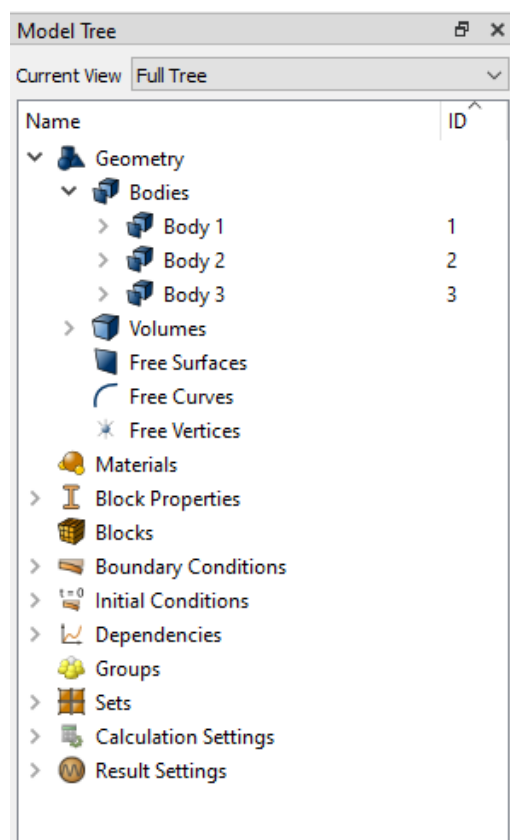 Model Tree
Current View Full Tree
Name ID
Geometry
Bodies
Body 1 1
Body 2 2
Body 3 3
Volumes
Free Surfaces
Free Curves
Free Vertices
Materials
Block Properties
Blocks
Boundary Conditions
t = 0 Initial Conditions
Dependencies
Groups
Sets
Calculation Settings
Result Settings